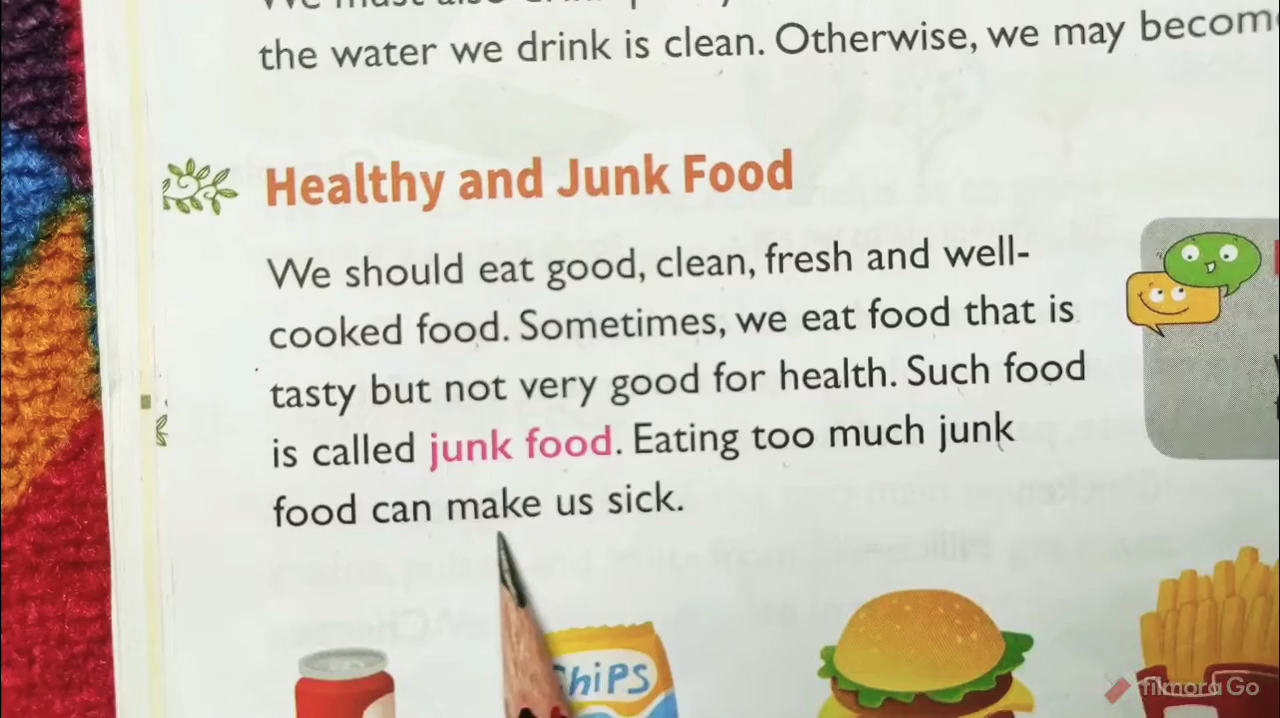 the water we drink is clean. Otherwise, we may becom
Healthy and Junk Food
We should eat good, clean, fresh and well-
cooked food. Sometimes, we eat food that is
tasty but not very good for health. Such food
is called junk food. Eating too much junk
food can make us sick.
ChiPS
filmora Go